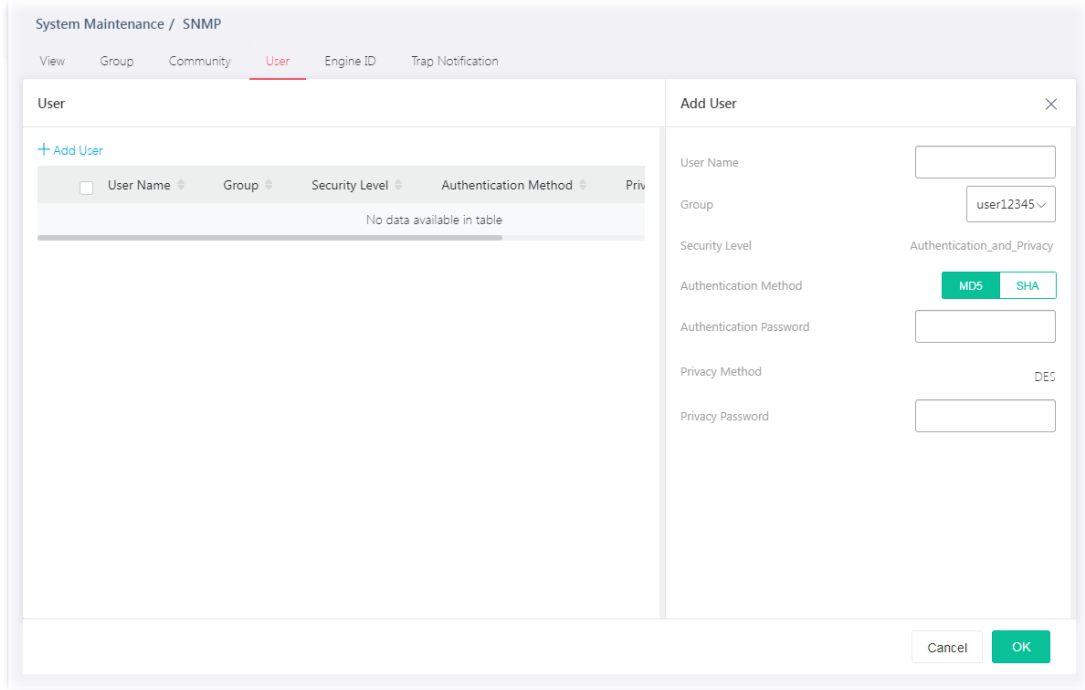 System Maintenance / SNMP
View Group Community User Engine ID Trap Notification
User
+ Add User
User Name Group Security Level Authentication Method Priv
No data available in table
Add User
User Name
Group user12345
Security Level Authentication_and_Privacy
Authentication Method MD5 SHA
Authentication Password
Privacy Method DES
Privacy Password
Cancel OK